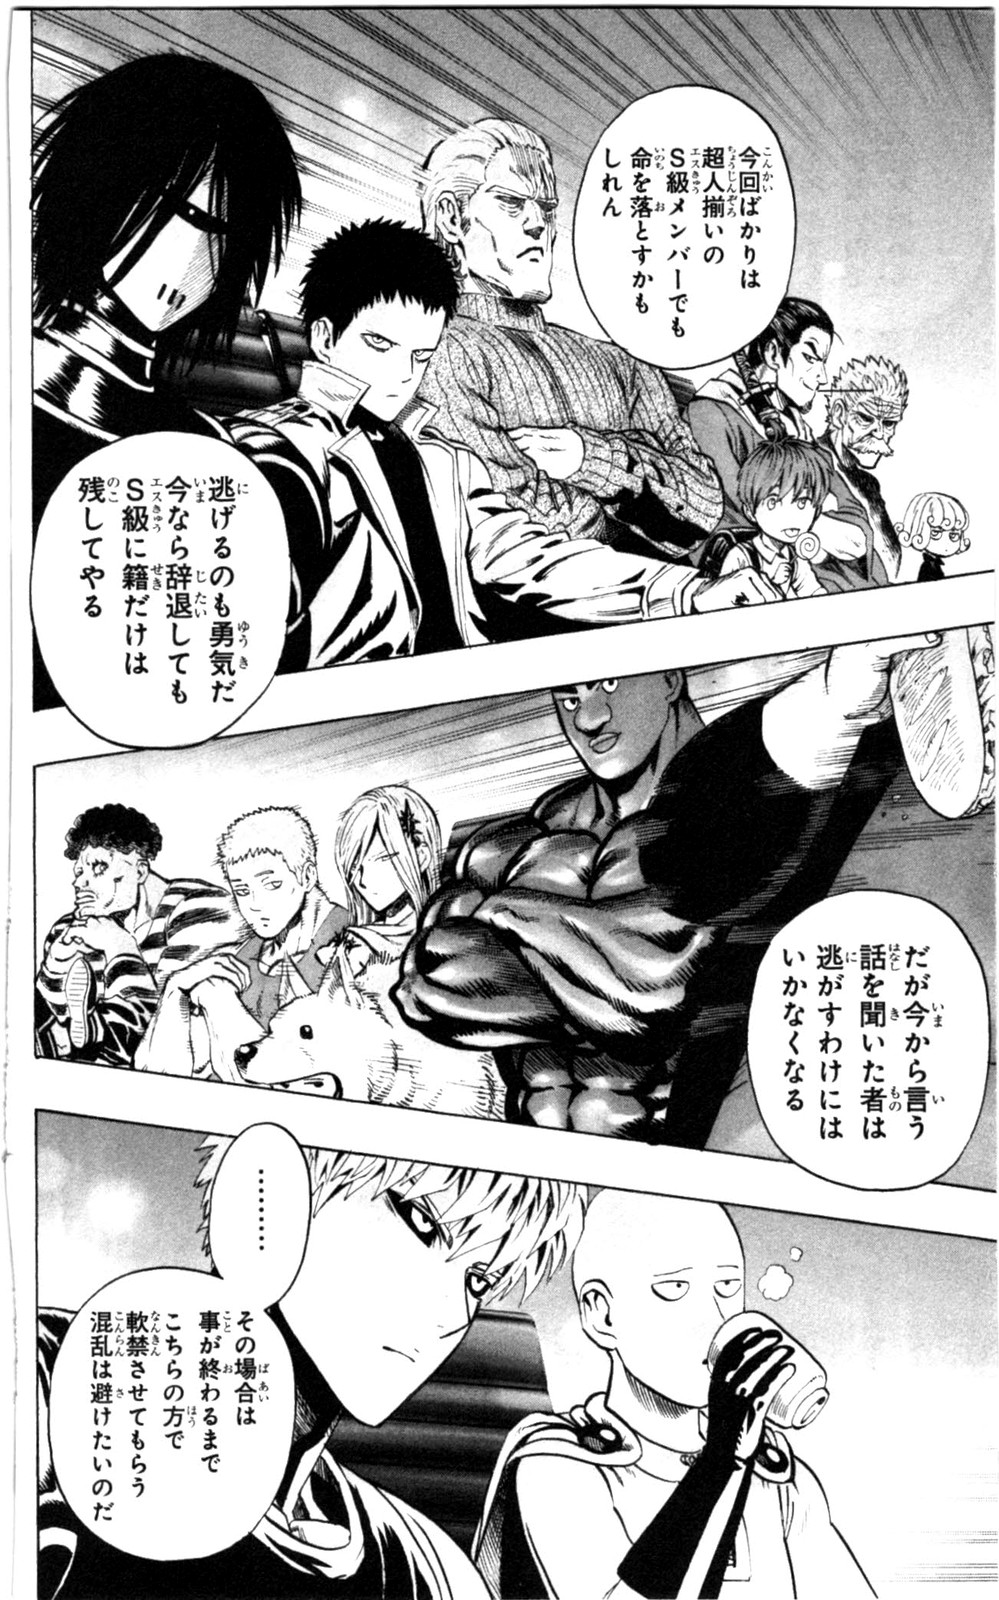 今回ばかりは
超人揃いの
S級メンバーでも
命を落とすかも
しれん
逃げるのも勇気だ
今なら辞退しても
S級に籍だけは
残してやる
だが今から言う
話を聞いた者は
逃がすわけには
いかなくなる
………
その場合は
事が終わるまで
こちらの方で
軟禁させてもらう
混乱は避けたいのだ